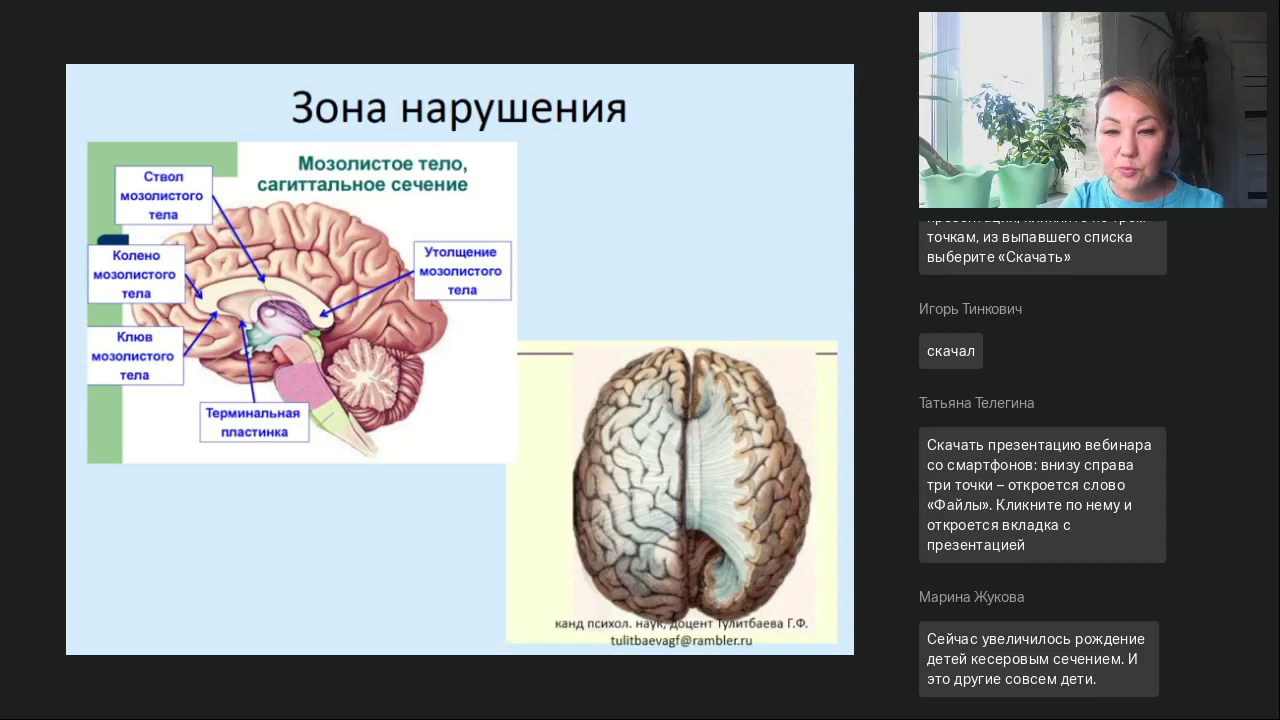 Зона нарушения
Мозолистое тело,
сагиттальное сечение
Ствол
мозолистого
тела
Колено
мозолистого
тела
Клюв
мозолистого
тела
Утолщение
мозолистого
тела
Терминальная
пластинка
канд психол. наук, доцент Тулитбаева Г.Ф.
tulitbaevagf@rambler.ru
точкам, из выпавшего списка
выберите «Скачать»
Игорь Тинкович
скачал
Татьяна Телегина
Скачать презентацию вебинара
со смартфонов: внизу справа
три точки – откроется слово
«Файлы». Кликните по нему и
откроется вкладка с
презентацией
Марина Жукова
Сейчас увеличилось рождение
детей кесеровым сечением. И
это другие совсем дети.